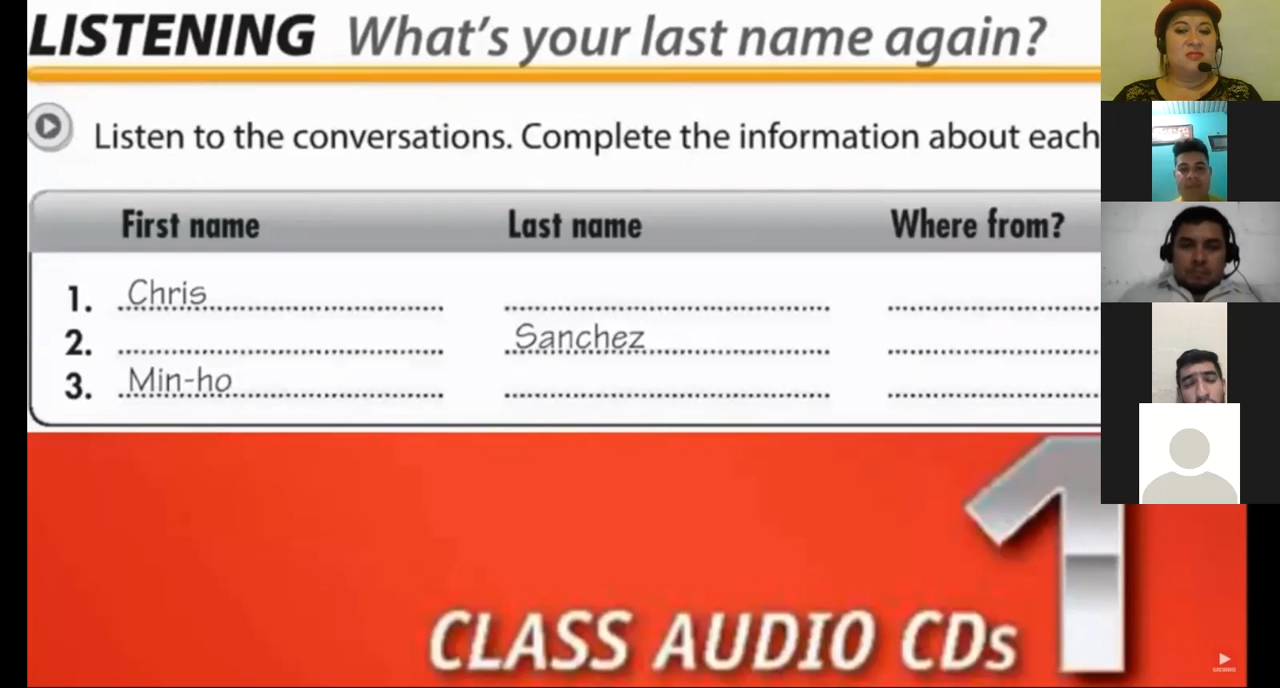 LISTENING What's your last name again?
Listen to the conversations. Complete the information about each
First name Last name Where from?
1. Chris
2. Sanchez
3. Min-ho
1
CLASS AUDIO CDs